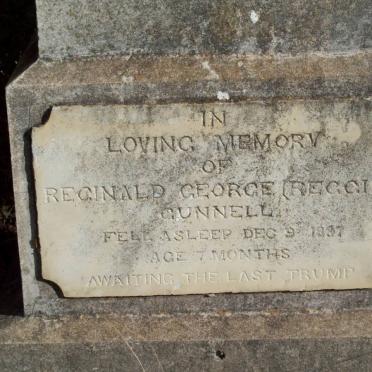 IN
LOVING MEMORY
OF
REGINALD GEORGE (REGGI
GUNNELL
FELL ASLEEP DEC 9
AGE 7 MONTHS
AWAITING THE LAST TRUMP